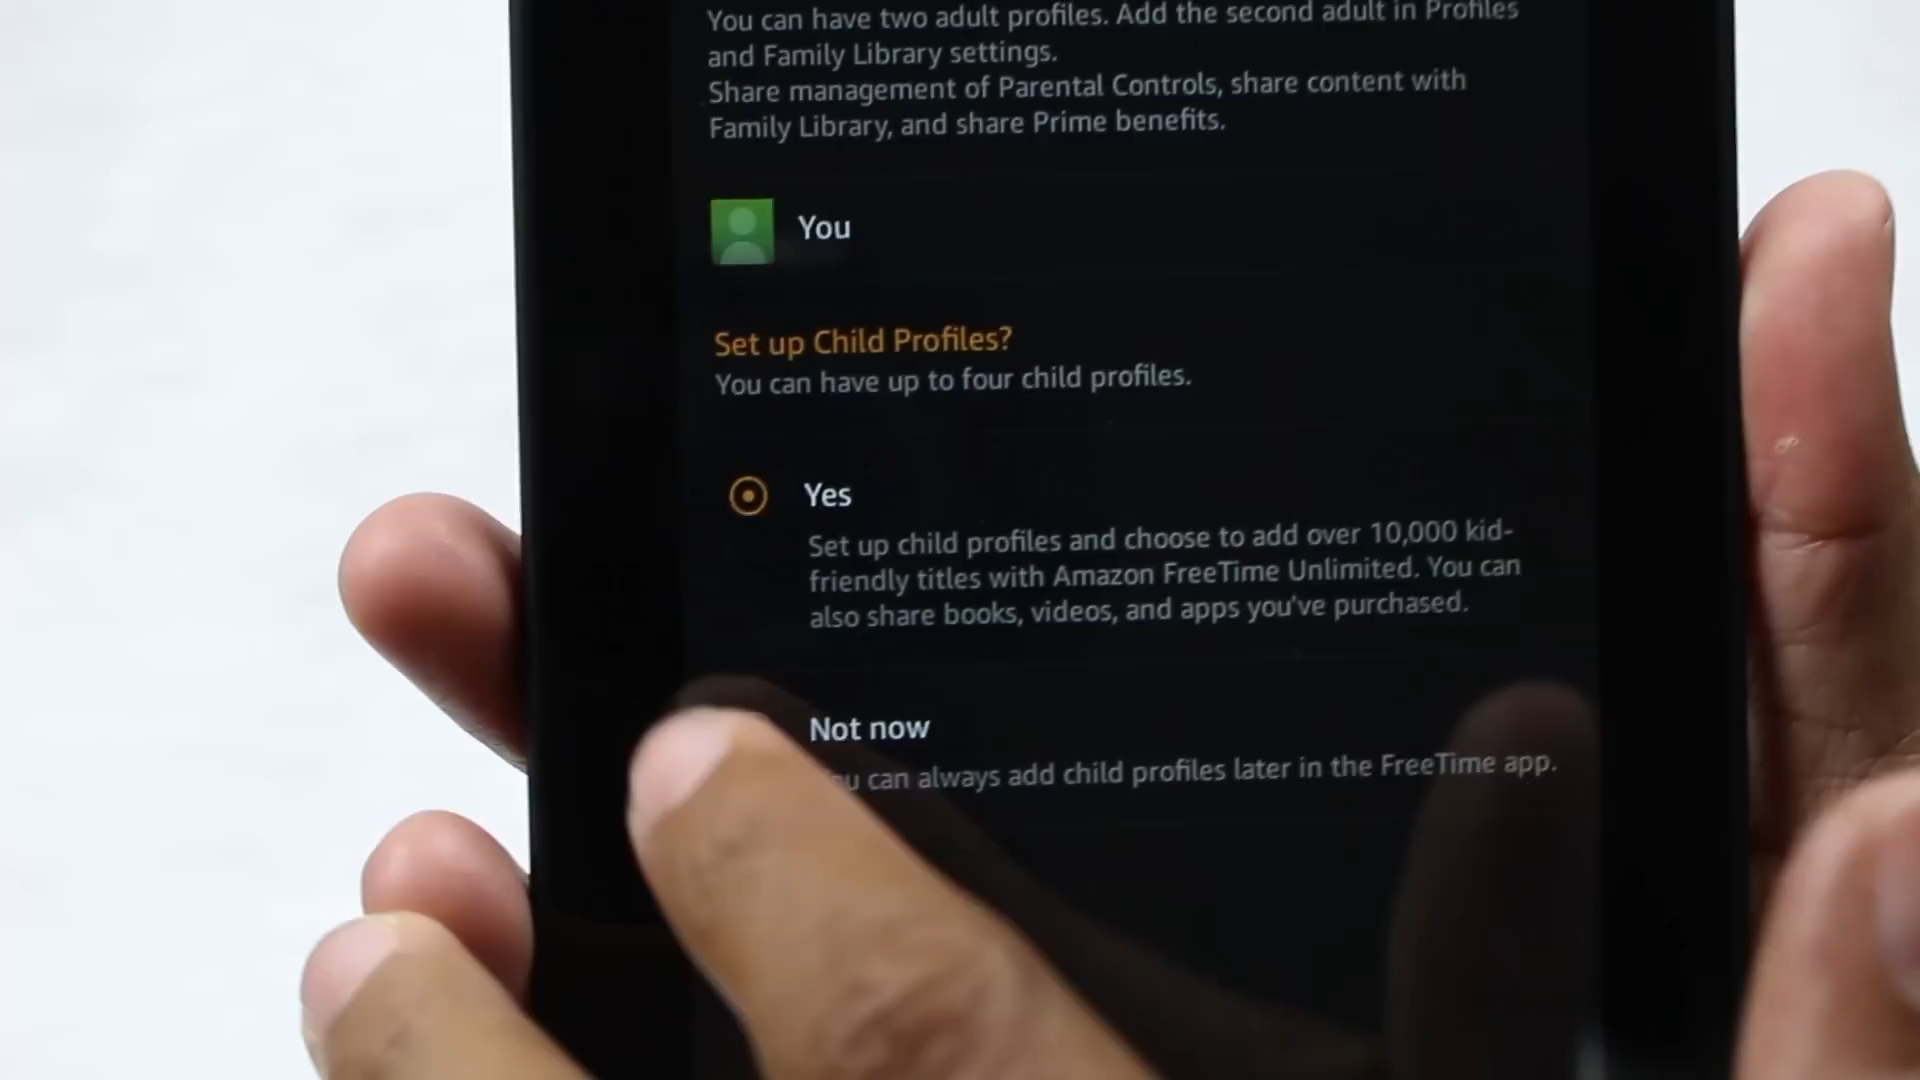 You can have two adult profiles. Add the second adult in Profiles
and Family Library settings.
Share management of Parental Controls, share content with
Family Library, and share Prime benefits.
You
Set up Child Profiles?
You can have up to four child profiles.
Yes
Set up child profiles and choose to add over 10,000 kid-
friendly titles with Amazon FreeTime Unlimited. You can
also share books, videos, and apps you've purchased.
Not now
can always add child profiles later in the FreeTime app.